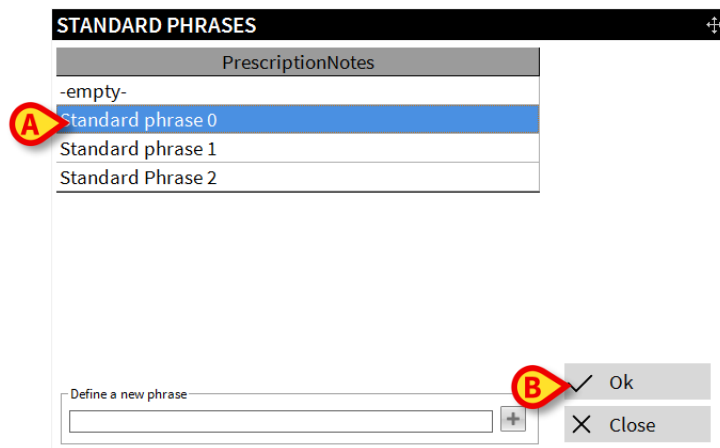 STANDARD PHRASES
PrescriptionNotes
-empty-
A
Standard phrase 0
Standard phrase 1
Standard Phrase 2
B
Ok
Define a new phrase
+
Close